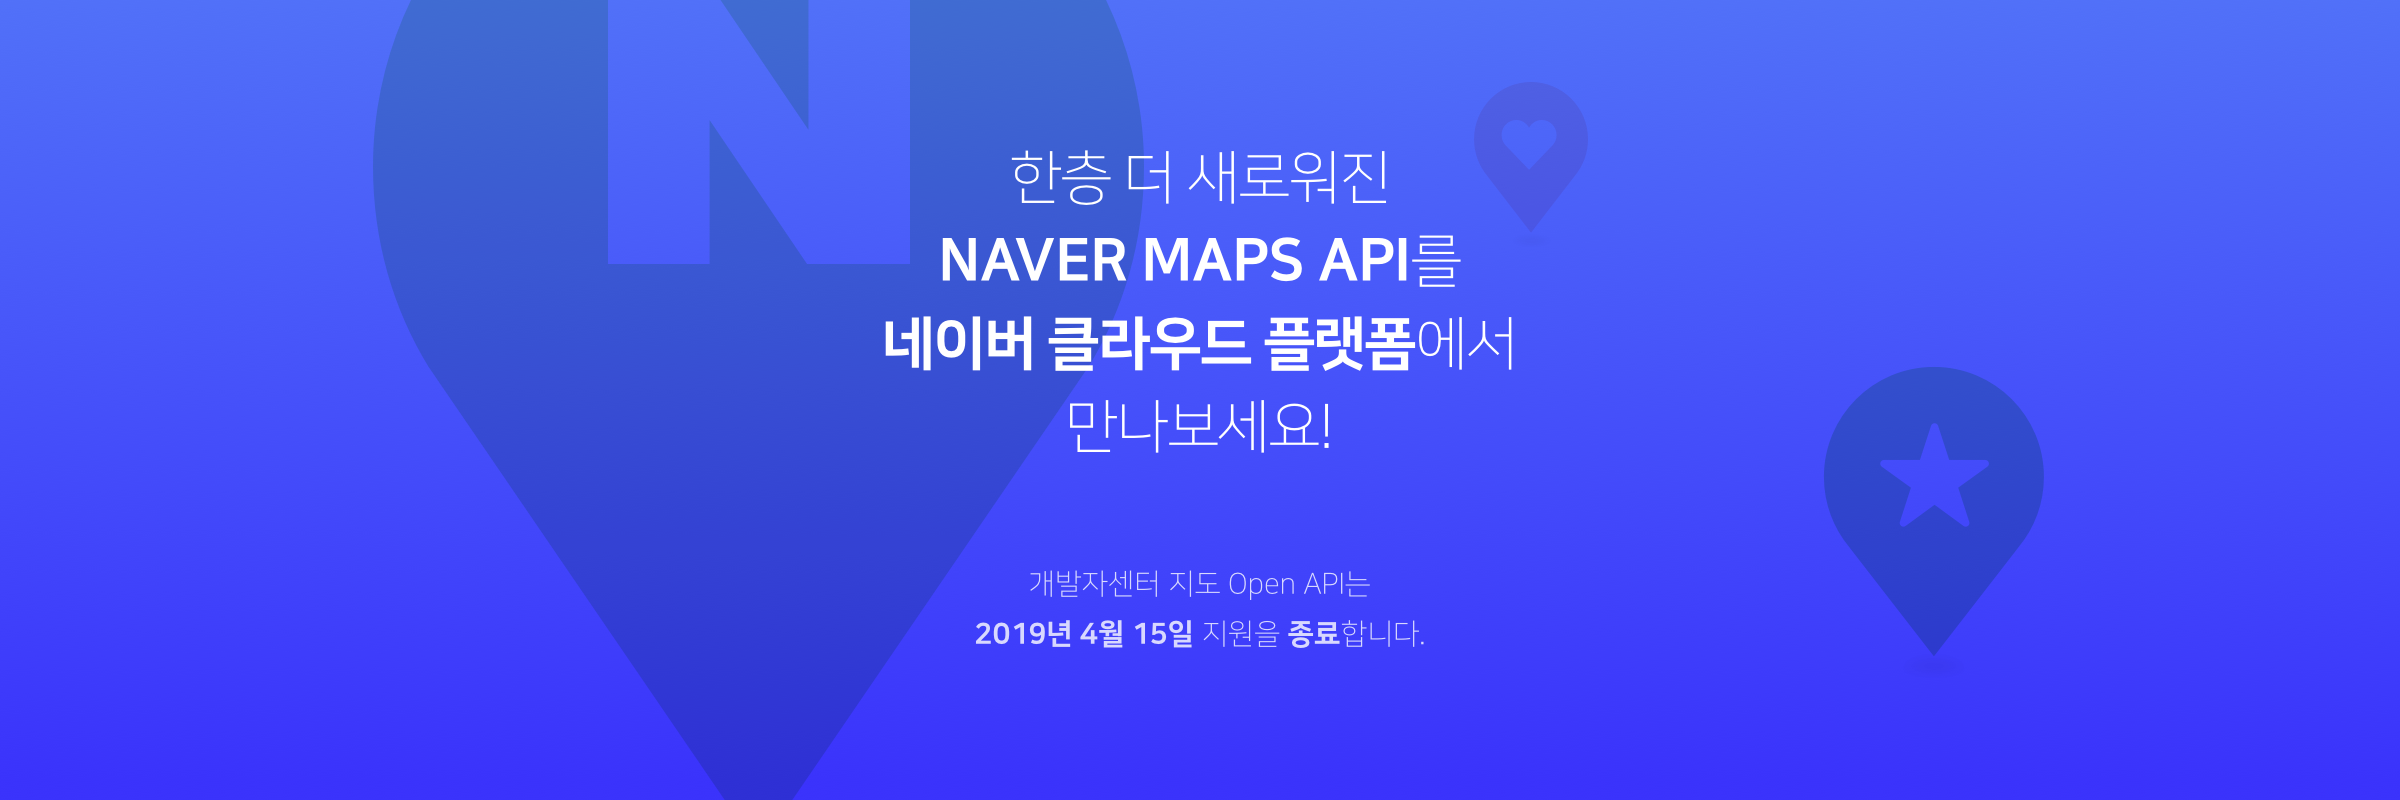 N
한층 더 새로워진
NAVER MAPS API를
네이버 클라우드 플랫폼에서
만나보세요!
개발자센터 지도 Open API는
2019년 4월 15일 지원을 종료합니다.